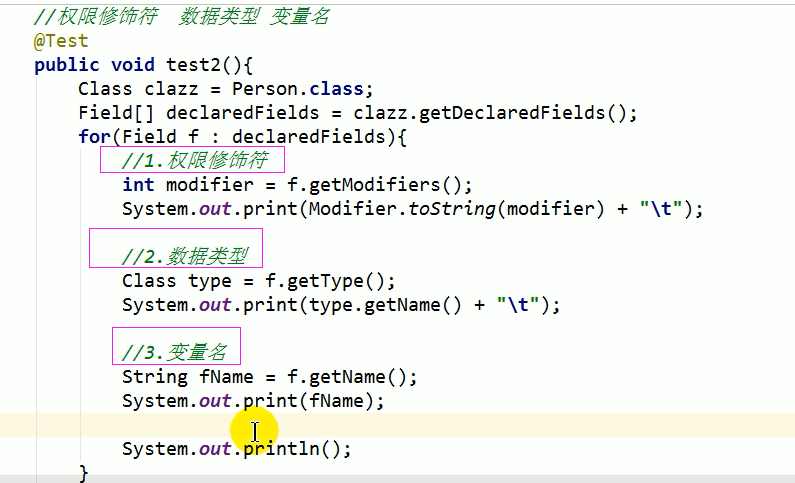 //权限修饰符  数据类型 变量名
@Test
public void test2(){
    Class clazz = Person.class;
    Field[] declaredFields = clazz.getDeclaredFields();
    for(Field f : declaredFields){
        //1.权限修饰符
        int modifier = f.getModifiers();
        System.out.print(Modifier.toString(modifier) + "\t");
        //2.数据类型
        Class type = f.getType();
        System.out.print(type.getName() + "\t");
        //3.变量名
        String fName = f.getName();
        System.out.print(fName);
        System.out.println();
    }